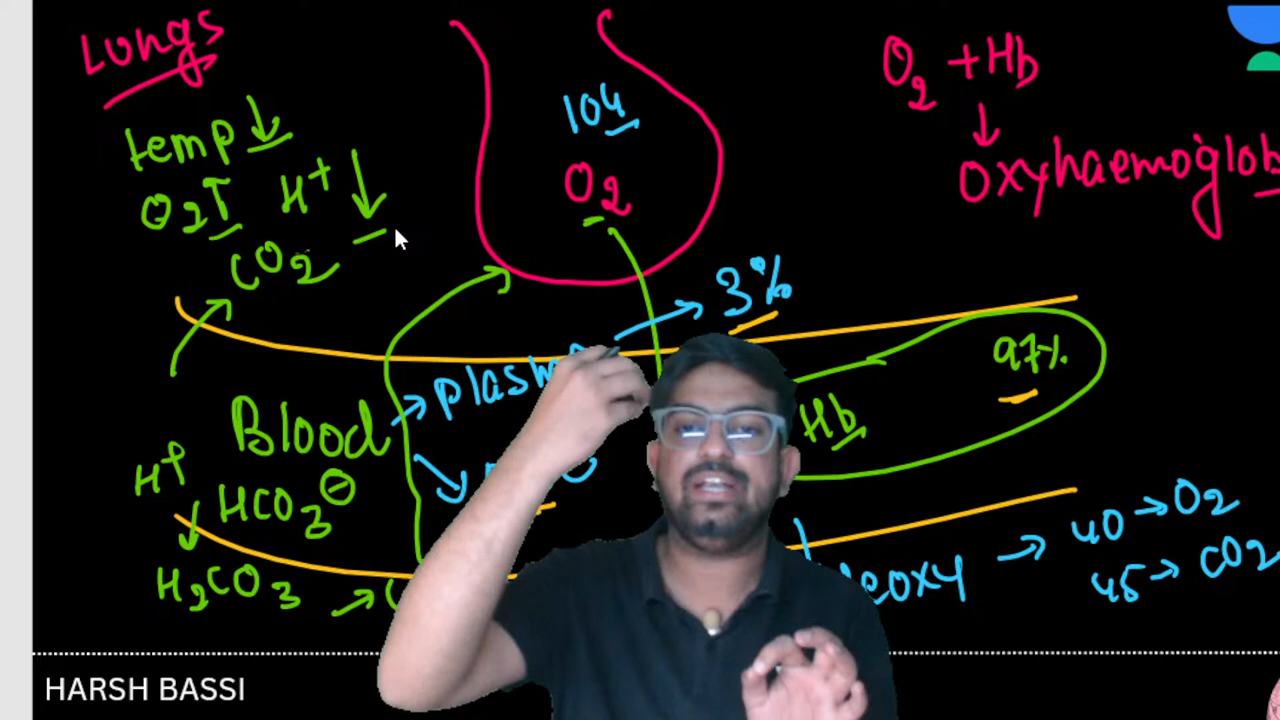 Lungs
temp ↓
O2↑ H+ ↓
CO2
104
O2
O2 + Hb
↓
Oxyhaemoglob
→ 3%
97%
Blood → plasm
Hb
H+
HCO3⊖
H2CO3 →
deoxy → 40 → O2
45 → CO2
HARSH BASSI